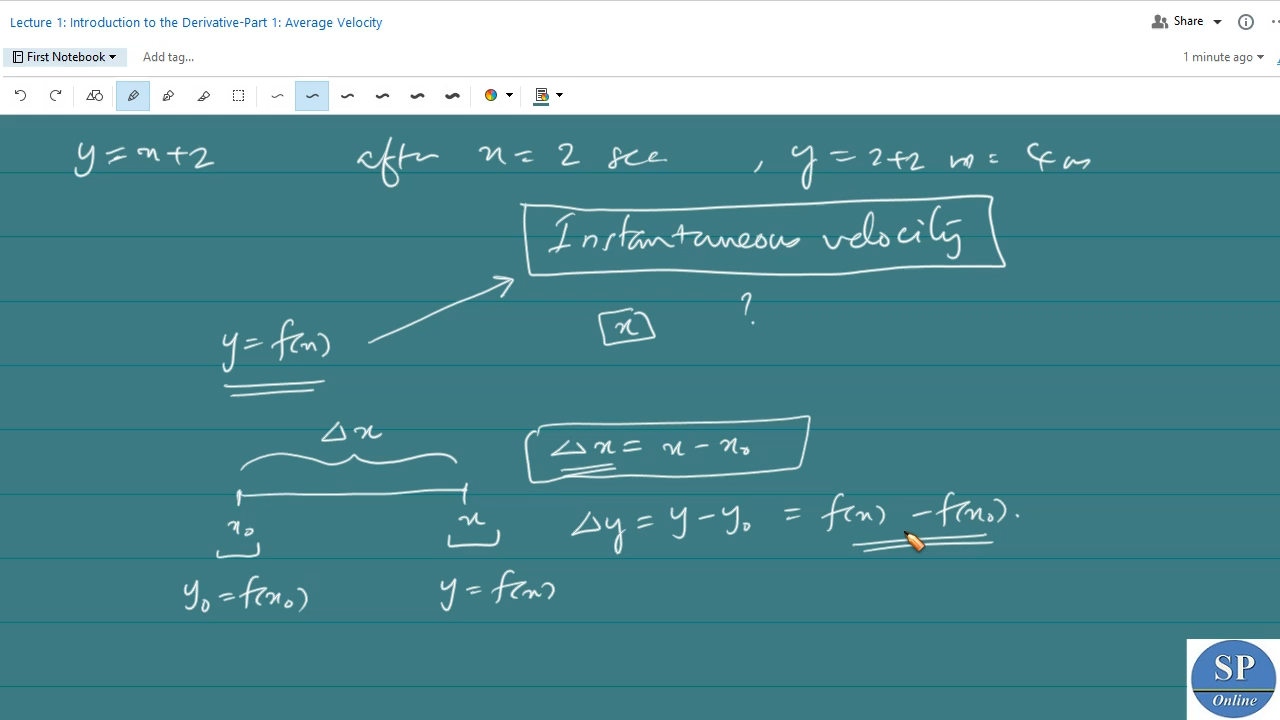 Lecture 1: Introduction to the Derivative-Part 1: Average Velocity
Share
First Notebook
Add tag...
1 minute ago
y = x+2 after x = 2 sec , y = 2+2 m = 4 m
Instantaneous velocity
x ?
y = f(x)
Δx
Δx = x - x₀
x₀ x
Δy = y - y₀ = f(x) - f(x₀).
y₀ = f(x₀) y = f(x)
SP
Online